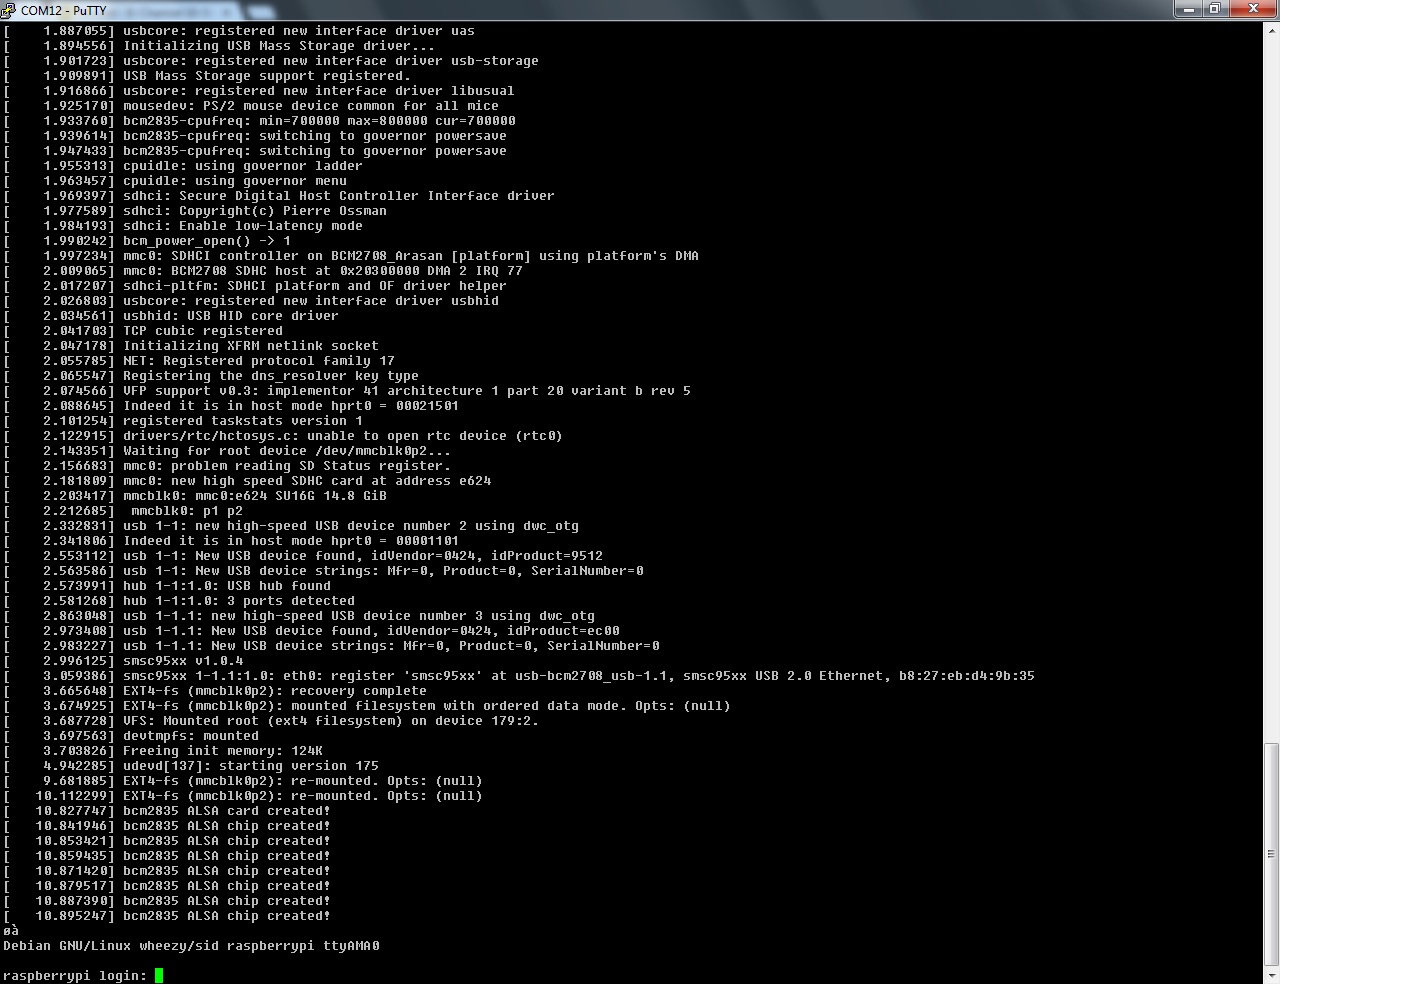 COM12 - PuTTY
[    1.887055] usbcore: registered new interface driver uas
[    1.894556] Initializing USB Mass Storage driver...
[    1.901723] usbcore: registered new interface driver usb-storage
[    1.909891] USB Mass Storage support registered.
[    1.916866] usbcore: registered new interface driver libusual
[    1.925170] mousedev: PS/2 mouse device common for all mice
[    1.933760] bcm2835-cpufreq: min=700000 max=800000 cur=700000
[    1.939614] bcm2835-cpufreq: switching to governor powersave
[    1.947433] bcm2835-cpufreq: switching to governor powersave
[    1.955313] cpuidle: using governor ladder
[    1.963457] cpuidle: using governor menu
[    1.969397] sdhci: Secure Digital Host Controller Interface driver
[    1.977589] sdhci: Copyright(c) Pierre Ossman
[    1.984193] sdhci: Enable low-latency mode
[    1.990242] bcm_power_open() -> 1
[    1.997234] mmc0: SDHCI controller on BCM2708_Arasan [platform] using platform's DMA
[    2.009065] mmc0: BCM2708 SDHC host at 0x20300000 DMA 2 IRQ 77
[    2.017207] sdhci-pltfm: SDHCI platform and OF driver helper
[    2.026803] usbcore: registered new interface driver usbhid
[    2.034561] usbhid: USB HID core driver
[    2.041703] TCP cubic registered
[    2.047178] Initializing XFRM netlink socket
[    2.055785] NET: Registered protocol family 17
[    2.065547] Registering the dns_resolver key type
[    2.074566] VFP support v0.3: implementor 41 architecture 1 part 20 variant b rev 5
[    2.088645] Indeed it is in host mode hprt0 = 00021501
[    2.101254] registered taskstats version 1
[    2.122915] drivers/rtc/hctosys.c: unable to open rtc device (rtc0)
[    2.143351] Waiting for root device /dev/mmcblk0p2...
[    2.156683] mmc0: problem reading SD Status register.
[    2.181809] mmc0: new high speed SDHC card at address e624
[    2.203417] mmcblk0: mmc0:e624 SU16G 14.8 GiB
[    2.212685]  mmcblk0: p1 p2
[    2.332831] usb 1-1: new high-speed USB device number 2 using dwc_otg
[    2.341806] Indeed it is in host mode hprt0 = 00001101
[    2.553112] usb 1-1: New USB device found, idVendor=0424, idProduct=9512
[    2.563586] usb 1-1: New USB device strings: Mfr=0, Product=0, SerialNumber=0
[    2.573991] hub 1-1:1.0: USB hub found
[    2.581268] hub 1-1:1.0: 3 ports detected
[    2.863048] usb 1-1.1: new high-speed USB device number 3 using dwc_otg
[    2.973408] usb 1-1.1: New USB device found, idVendor=0424, idProduct=ec00
[    2.983227] usb 1-1.1: New USB device strings: Mfr=0, Product=0, SerialNumber=0
[    2.996125] smsc95xx v1.0.4
[    3.059386] smsc95xx 1-1.1:1.0: eth0: register 'smsc95xx' at usb-bcm2708_usb-1.1, smsc95xx USB 2.0 Ethernet, b8:27:eb:d4:9b:35
[    3.665648] EXT4-fs (mmcblk0p2): recovery complete
[    3.674925] EXT4-fs (mmcblk0p2): mounted filesystem with ordered data mode. Opts: (null)
[    3.687728] VFS: Mounted root (ext4 filesystem) on device 179:2.
[    3.697563] devtmpfs: mounted
[    3.703826] Freeing init memory: 124K
[    4.942285] udevd[137]: starting version 175
[    9.681885] EXT4-fs (mmcblk0p2): re-mounted. Opts: (null)
[   10.112299] EXT4-fs (mmcblk0p2): re-mounted. Opts: (null)
[   10.827747] bcm2835 ALSA card created!
[   10.841946] bcm2835 ALSA chip created!
[   10.853421] bcm2835 ALSA chip created!
[   10.859435] bcm2835 ALSA chip created!
[   10.871420] bcm2835 ALSA chip created!
[   10.879517] bcm2835 ALSA chip created!
[   10.887390] bcm2835 ALSA chip created!
[   10.895247] bcm2835 ALSA chip created!
øà
Debian GNU/Linux wheezy/sid raspberrypi ttyAMA0
raspberrypi login: